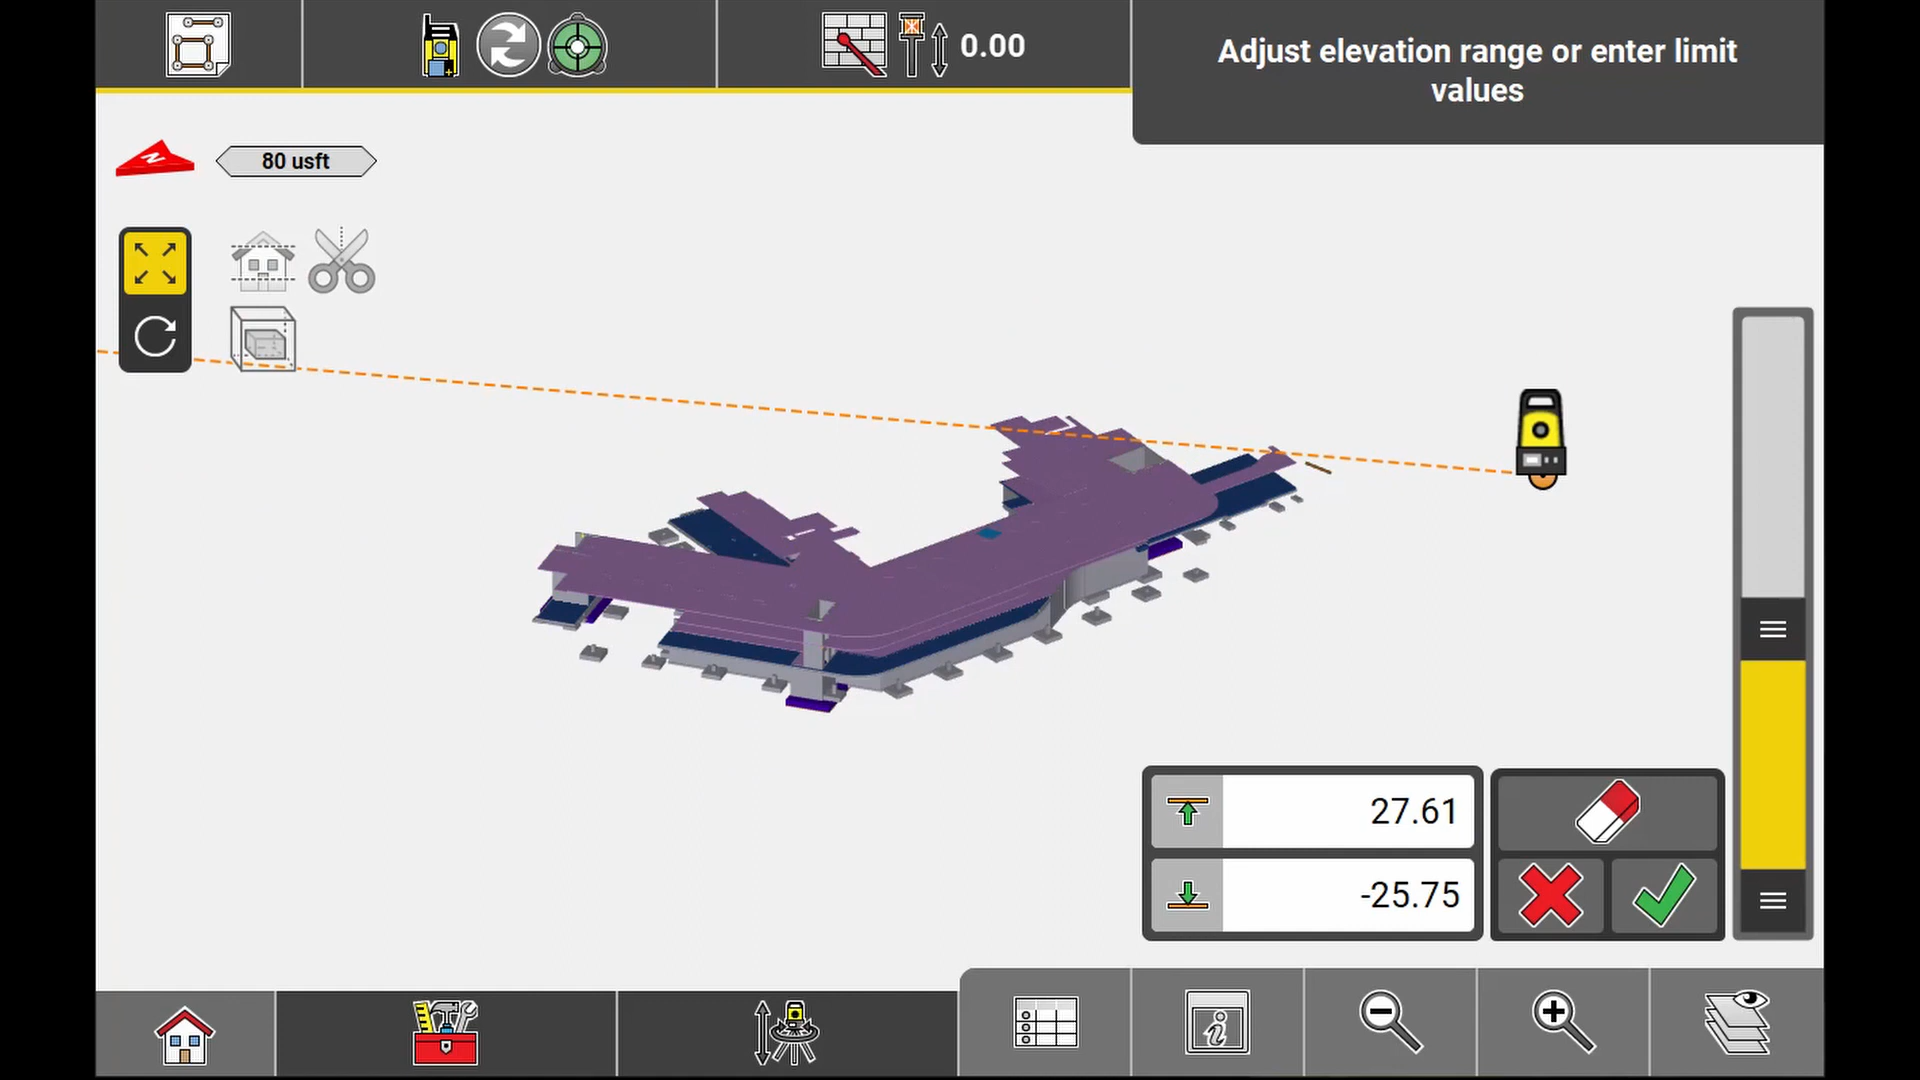 0.00
Adjust elevation range or enter limit
values
N
80 usft
27.61
-25.75